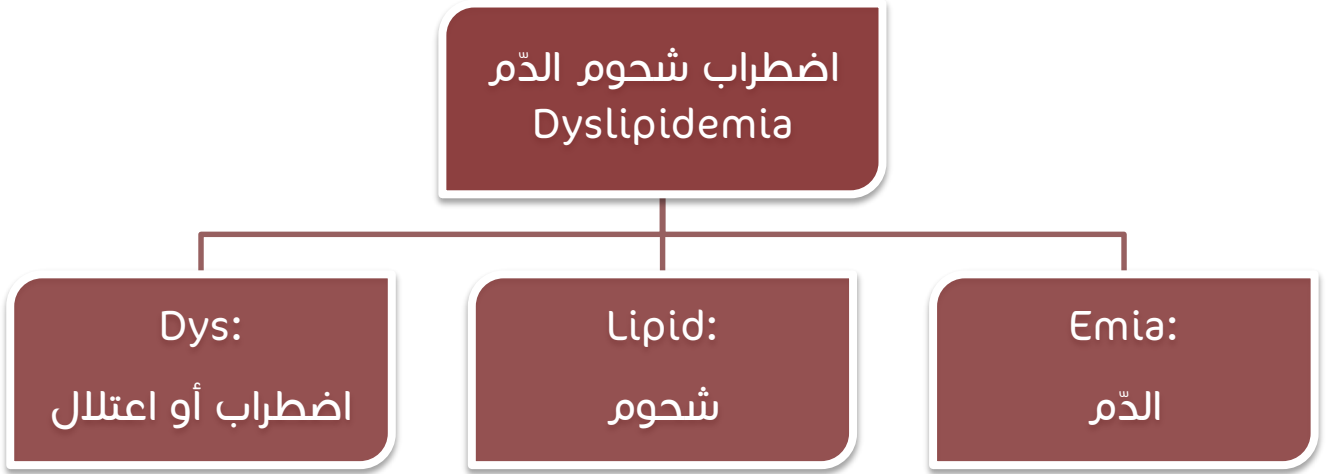 اضطراب شحوم الدّم
Dyslipidemia
Dys:
اضطراب أو اعتلال
Lipid:
شحوم
Emia:
الدّم